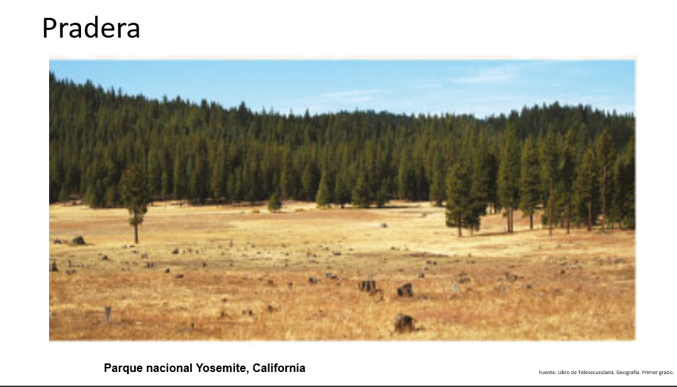 Pradera
Parque nacional Yosemite, California
Fuente: Libro de Telesecundaria. Geografía. Primer grado.